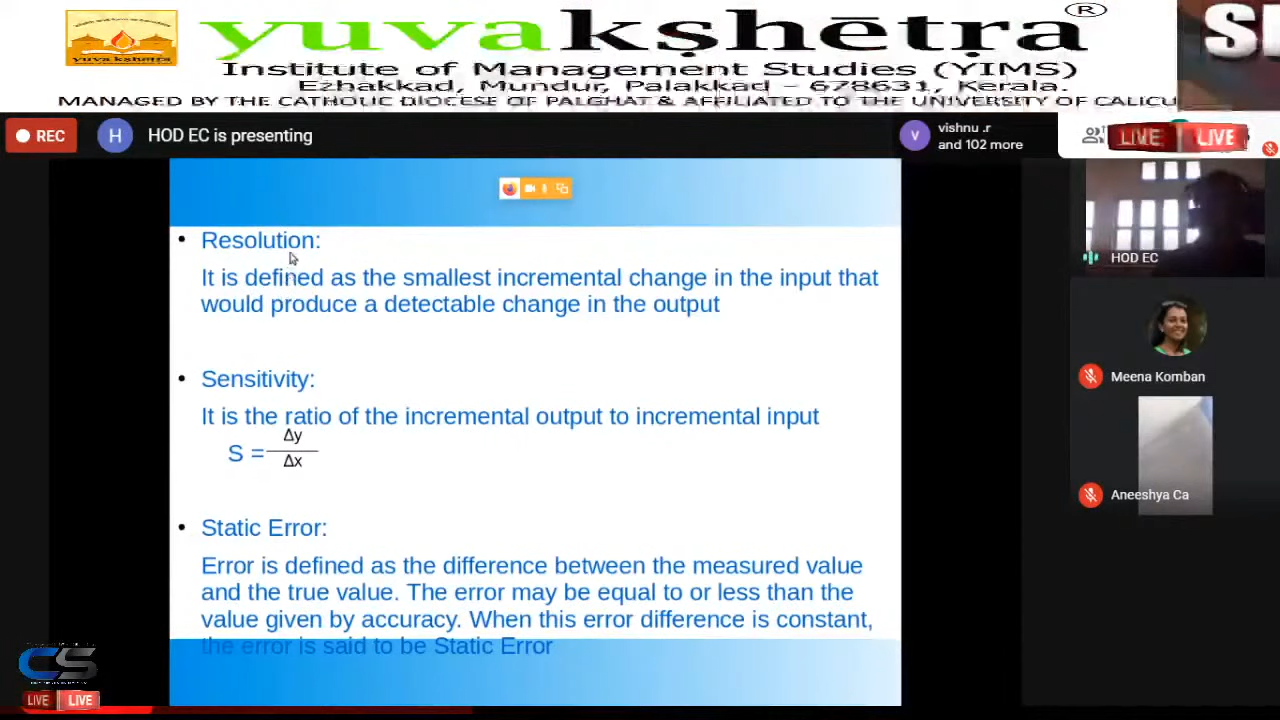 yuvakṣhētṛa ®
yuva kshetra
Institute of Management Studies (YIMS)
Ezhakkad, Mundur, Palakkad - 678631, Kerala.
MANAGED BY THE CATHOLIC DIOCESE OF PALGHAT & AFFILIATED TO THE UNIVERSITY OF CALICU
REC
H
HOD EC is presenting
V
vishnu .r
and 102 more
LIVE LIVE
• Resolution:
It is defined as the smallest incremental change in the input that
would produce a detectable change in the output
• Sensitivity:
It is the ratio of the incremental output to incremental input
S = Δy
Δx
• Static Error:
Error is defined as the difference between the measured value
and the true value. The error may be equal to or less than the
value given by accuracy. When this error difference is constant,
the error is said to be Static Error
HOD EC
Meena Komban
Aneeshya Ca
CS
LIVE LIVE